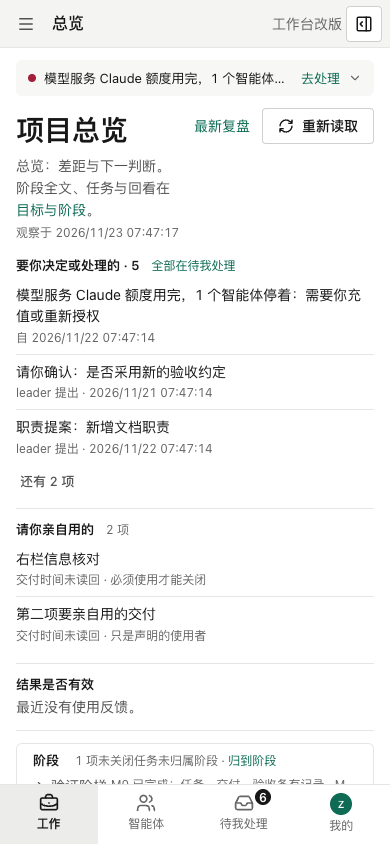 总览
工作台改版
模型服务 Claude 额度用完，1 个智能体... 去处理
项目总览
最新复盘
重新读取
总览：差距与下一判断。
阶段全文、任务与回看在
目标与阶段。
观察于 2026/11/23 07:47:17
要你决定或处理的 · 5 全部在待我处理
模型服务 Claude 额度用完，1 个智能体停着：需要你充
值或重新授权
自 2026/11/22 07:47:14
请你确认：是否采用新的验收约定
leader 提出 · 2026/11/21 07:47:14
职责提案：新增文档职责
leader 提出 · 2026/11/22 07:47:14
还有 2 项
请你亲自用的 2 项
右栏信息核对
交付时间未读回 · 必须使用才能关闭
第二项要亲自用的交付
交付时间未读回 · 只是声明的使用者
结果是否有效
最近没有使用反馈。
阶段 1 项未关闭任务未归属阶段 · 归到阶段
6
Z
工作
智能体
待我处理
我的